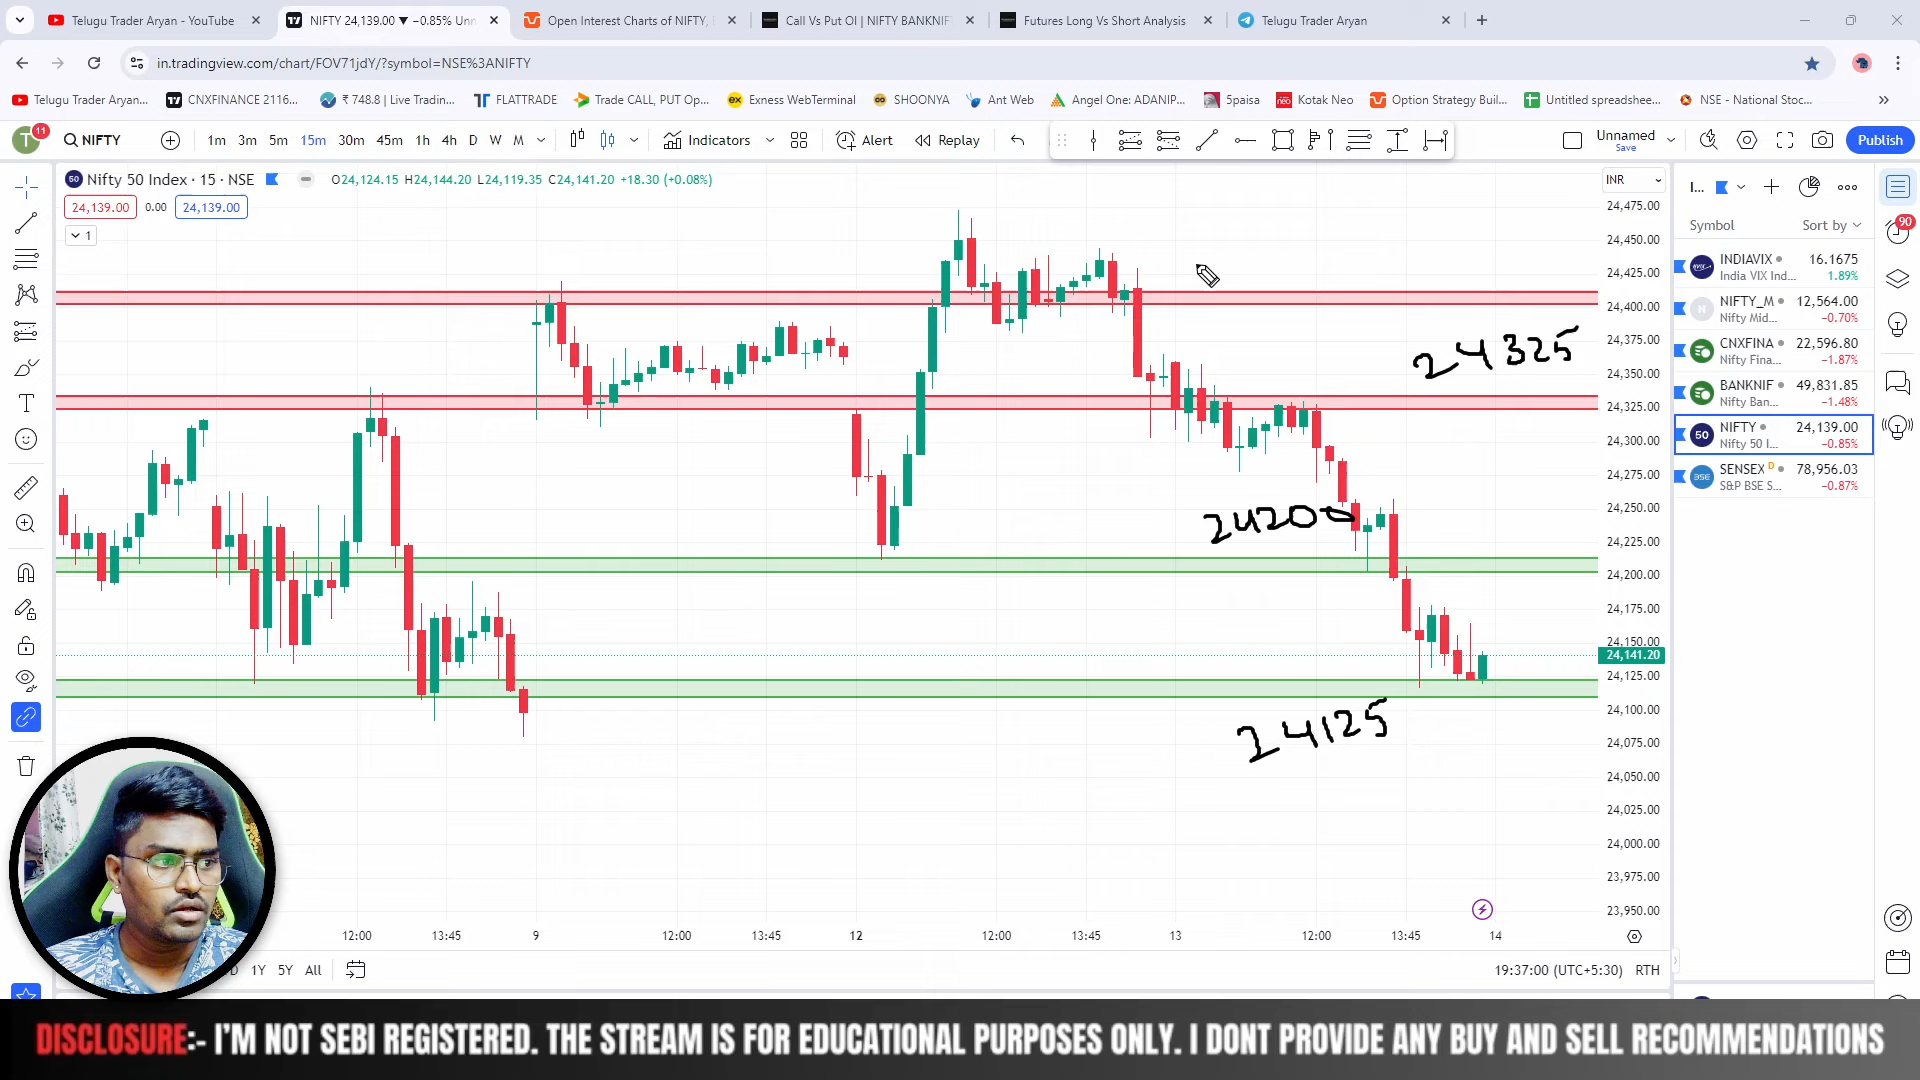 Telugu Trader Aryan - YouTube
NIFTY 24,139.00 ▼ −0.85% Unn
Open Interest Charts of NIFTY,
Call Vs Put OI | NIFTY BANKNIF
Futures Long Vs Short Analysis
Telugu Trader Aryan
in.tradingview.com/chart/FOV71jdY/?symbol=NSE%3ANIFTY
Telugu Trader Aryan...
CNXFINANCE 2116...
₹ 748.8 | Live Tradin...
FLATTRADE
Trade CALL, PUT Op...
Exness WebTerminal
SHOONYA
Ant Web
Angel One: ADANIP...
5paisa
Kotak Neo
Option Strategy Buil...
Untitled spreadshee...
NSE - National Stoc...
T 11
NIFTY
1m 3m 5m 15m 30m 45m 1h 4h D W M
Indicators
Alert
Replay
Unnamed
Save
Publish
50 Nifty 50 Index · 15 · NSE
O24,124.15 H24,144.20 L24,119.35 C24,141.20 +18.30 (+0.08%)
24,139.00 0.00 24,139.00
1
INR
24,475.00
24,450.00
24,425.00
24,400.00
24,375.00
24,350.00
24,325.00
24,300.00
24,275.00
24,250.00
24,225.00
24,200.00
24,175.00
24,150.00
24,141.20
24,125.00
24,100.00
24,075.00
24,050.00
24,025.00
24,000.00
23,975.00
23,950.00
24325
24200
24125
12:00 13:45 9 12:00 13:45 12 12:00 13:45 13 12:00 13:45 14
1Y 5Y All
19:37:00 (UTC+5:30) RTH
I...
Symbol Sort by
90
INDIAVIX 16.1675
India VIX Ind... 1.89%
N NIFTY_M 12,564.00
Nifty Mid... −0.70%
CNXFINA 22,596.80
Nifty Fina... −1.87%
BANKNIF 49,831.85
Nifty Ban... −1.48%
50 NIFTY 24,139.00
Nifty 50 I... −0.85%
BSE SENSEX D 78,956.03
S&P BSE S... −0.87%
DISCLOSURE:- I'M NOT SEBI REGISTERED. THE STREAM IS FOR EDUCATIONAL PURPOSES ONLY. I DONT PROVIDE ANY BUY AND SELL RECOMMENDATIONS